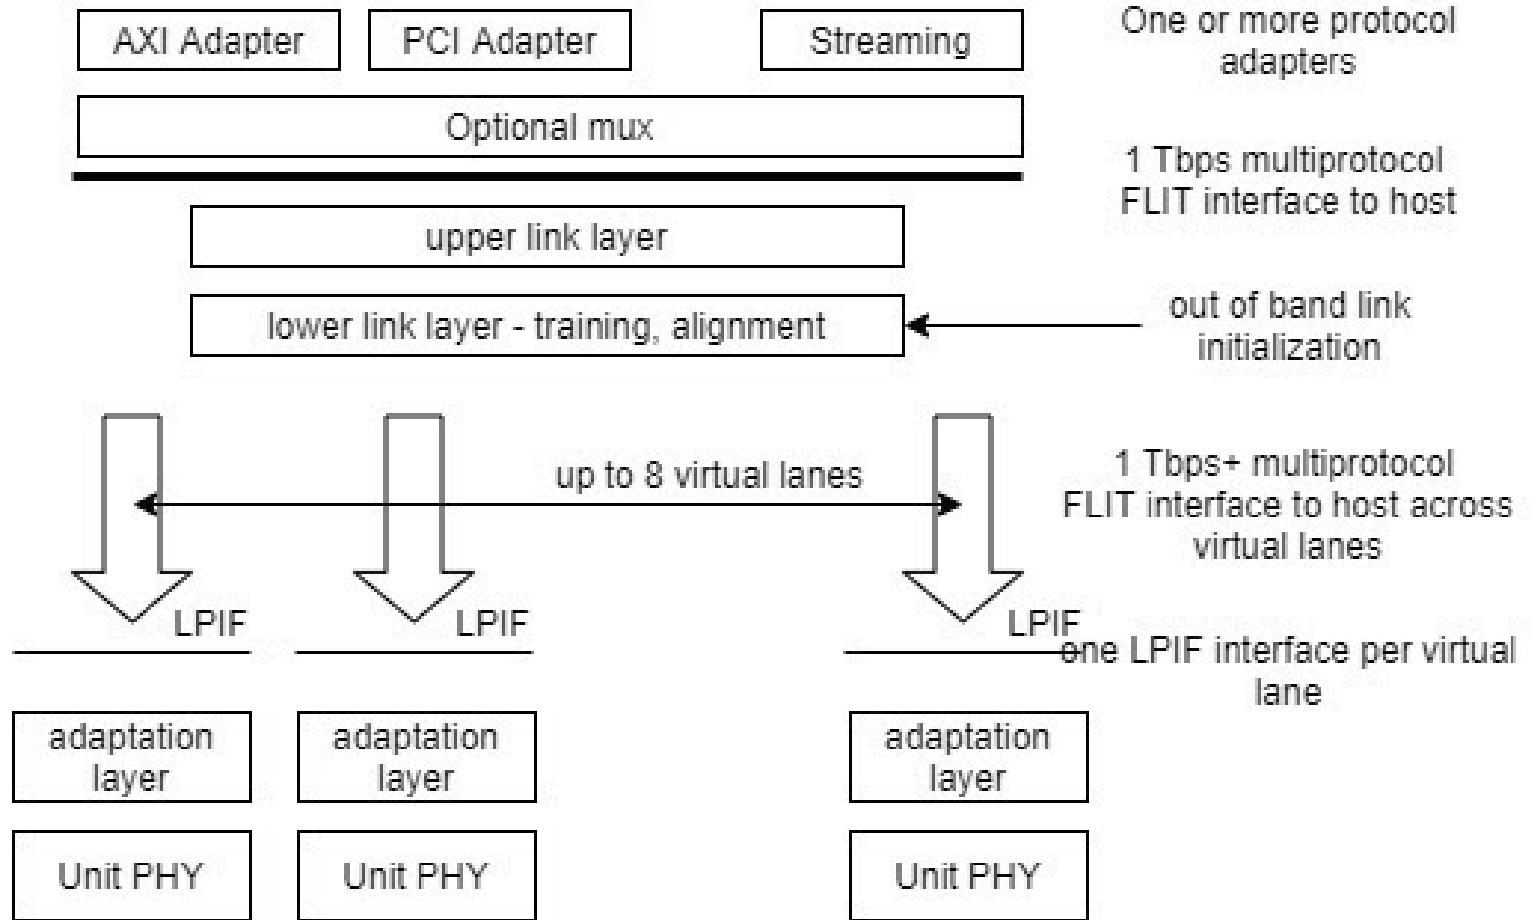 AXI Adapter
PCI Adapter
Streaming
One or more protocol
adapters
Optional mux
1 Tbps multiprotocol
FLIT interface to host
upper link layer
lower link layer - training, alignment
out of band link
initialization
up to 8 virtual lanes
1 Tbps+ multiprotocol
FLIT interface to host across
virtual lanes
LPIF
LPIF
LPIF
one LPIF interface per virtual
lane
adaptation
layer
adaptation
layer
adaptation
layer
Unit PHY
Unit PHY
Unit PHY